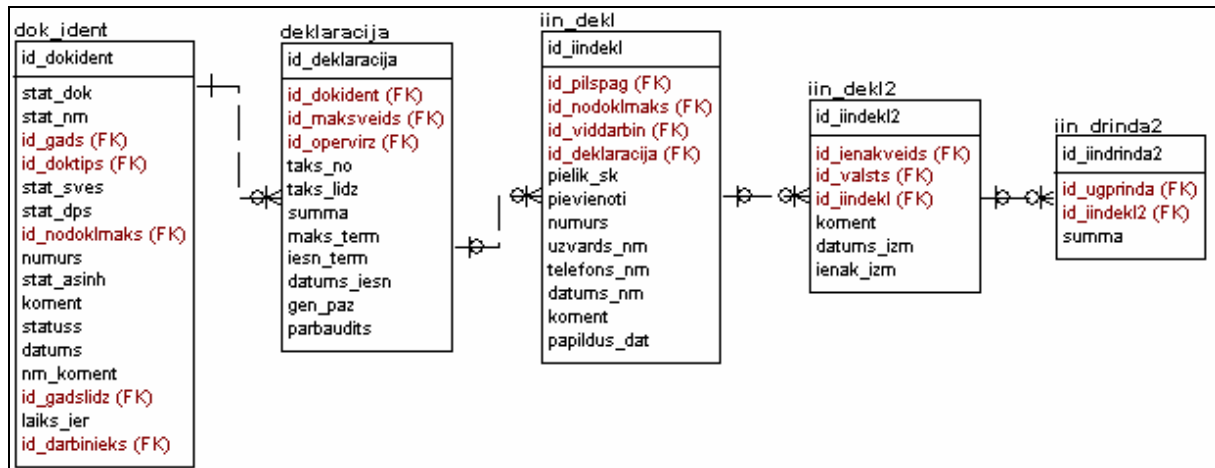 dok_ident
id_dokident
stat_dok
stat_nm
id_gads (FK)
id_doktips (FK)
stat_sves
stat_dps
id_nodoklmaks (FK)
numurs
stat_asinh
koment
statuss
datums
nm_koment
id_gadslidz (FK)
laiks_ier
id_darbinieks (FK)
deklaracija
id_deklaracija
id_dokident (FK)
id_maksveids (FK)
id_opervirz (FK)
taks_no
taks_lidz
summa
maks_term
iesn_term
datums_iesn
gen_paz
parbaudits
iin_dekl
id_iindekl
id_pilspag (FK)
id_nodoklmaks (FK)
id_viddarbin (FK)
id_deklaracija (FK)
pielik_sk
pievienoti
numurs
uzvards_nm
telefons_nm
datums_nm
koment
papildus_dat
iin_dekl2
id_iindekl2
id_ienakveids (FK)
id_valsts (FK)
id_iindekl (FK)
koment
datums_izm
ienak_izm
iin_drinda2
id_iindrinda2
id_ugprinda (FK)
id_iindekl2 (FK)
summa